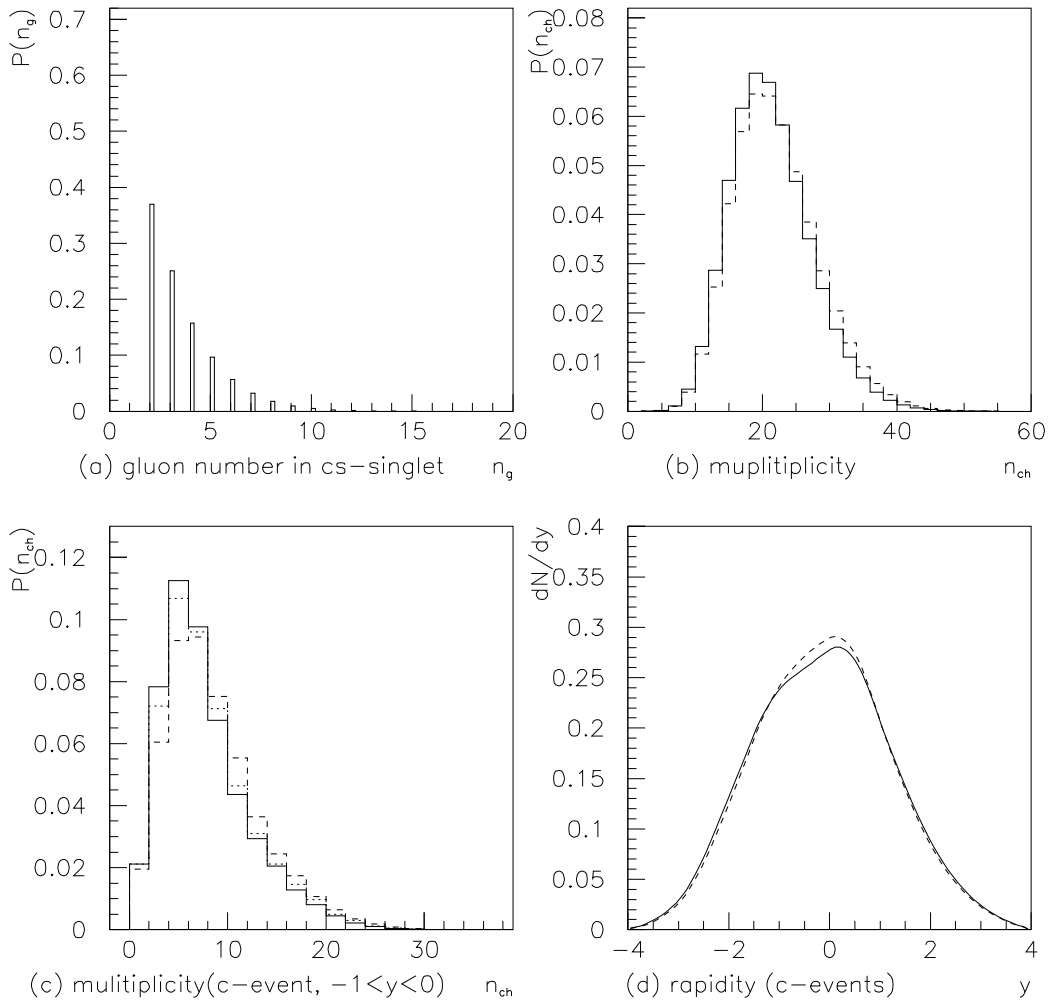 P(n_g)
0.7
0.6
0.5
0.4
0.3
0.2
0.1
0
0 5 10 15 20
(a) gluon number in cs-singlet n_g
P(n_ch)
0.08
0.07
0.06
0.05
0.04
0.03
0.02
0.01
0
0 20 40 60
(b) muplitiplicity n_ch
P(n_ch)
0.12
0.1
0.08
0.06
0.04
0.02
0
0 10 20 30
(c) mulitiplicity(c-event, -1<y<0) n_ch
dN/dy
0.4
0.35
0.3
0.25
0.2
0.15
0.1
0.05
0
-4 -2 0 2 4
(d) rapidity (c-events) y